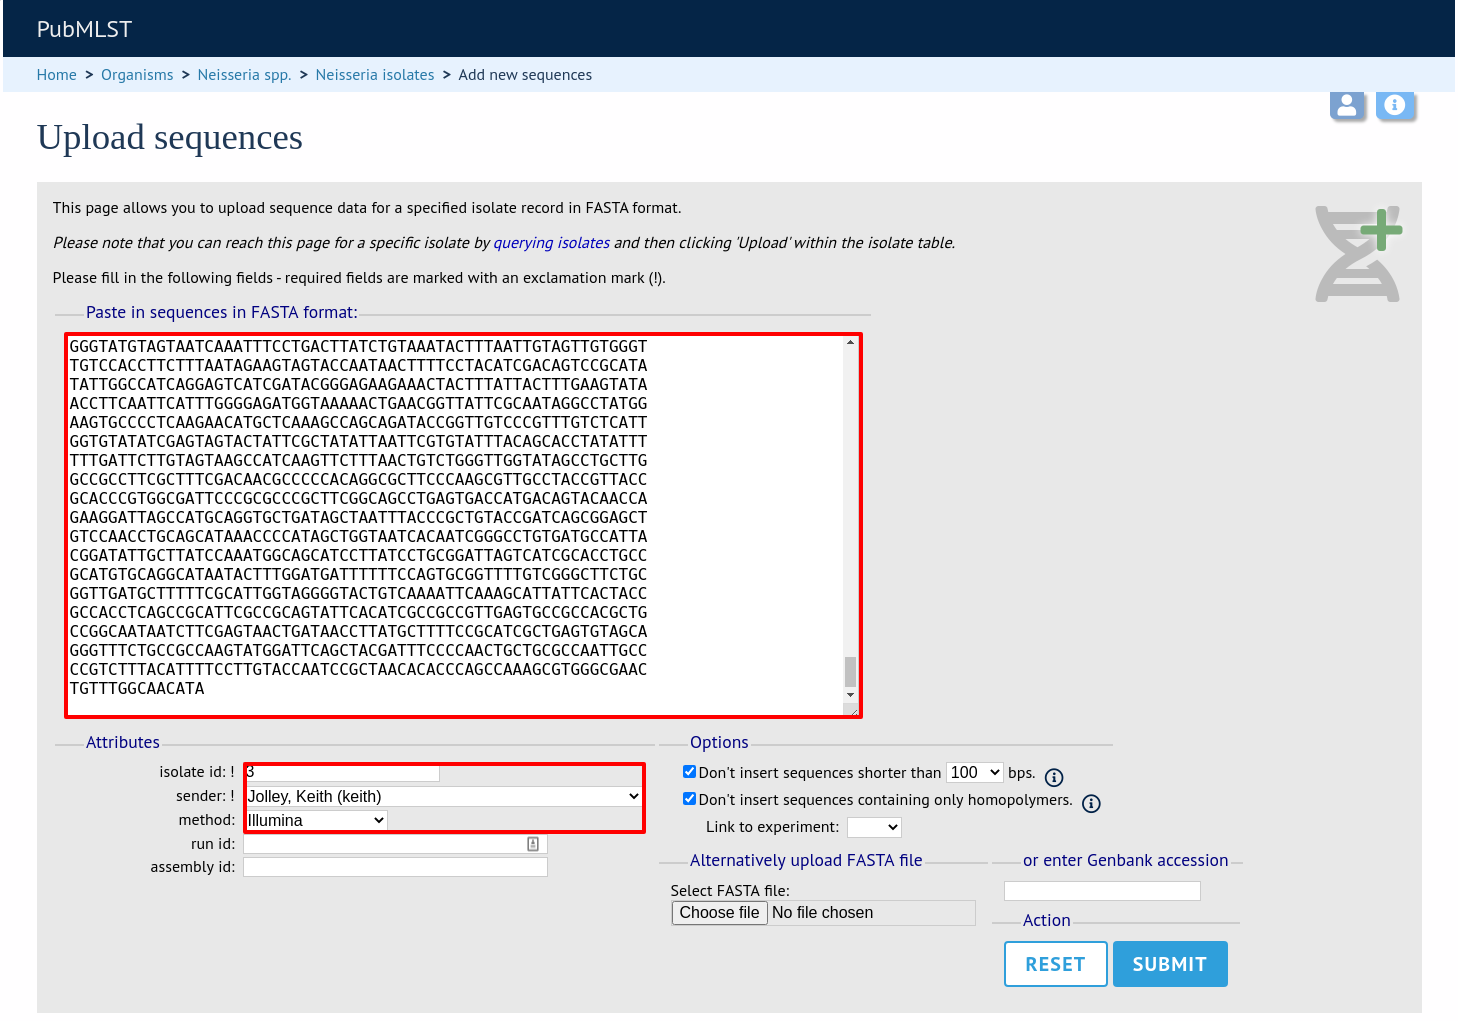 PubMLST
Home > Organisms > Neisseria spp. > Neisseria isolates > Add new sequences
Upload sequences
This page allows you to upload sequence data for a specified isolate record in FASTA format.
Please note that you can reach this page for a specific isolate by querying isolates and then clicking 'Upload' within the isolate table.
Please fill in the following fields - required fields are marked with an exclamation mark (!).
Paste in sequences in FASTA format:
GGGTATGTAGTAATCAAATTTCCTGACTTATCTGTAAATACTTTAATTGTAGTTGTGGGT
TGTCCACCTTCTTTAATAGAAGTAGTACCAATAACTTTTCCTACATCGACAGTCCGCATA
TATTGGCCATCAGGAGTCATCGATACGGGAGAAGAAACTACTTTATTACTTTGAAGTATA
ACCTTCAATTCATTTGGGGAGATGGTAAAAACTGAACGGTTATTCGCAATAGGCCTATGG
AAGTGCCCCTCAAGAACATGCTCAAAGCCAGCAGATACCGGTTGTCCCGTTTGTCTCATT
GGTGTATATCGAGTAGTACTATTCGCTATATTAATTCGTGTATTTACAGCACCTATATTT
TTTGATTCTTGTAGTAAGCCATCAAGTTCTTTAACTGTCTGGGTTGGTATAGCCTGCTTG
GCCGCCTTCGCTTTCGACAACGCCCCCACAGGCGCTTCCCAAGCGTTGCCTACCGTTACC
GCACCCGTGGCGATTCCCGCGCCCGCTTCGGCAGCCTGAGTGACCATGACAGTACAACCA
GAAGGATTAGCCATGCAGGTGCTGATAGCTAATTTACCCGCTGTACCGATCAGCGGAGCT
GTCCAACCTGCAGCATAAACCCCATAGCTGGTAATCACAATCGGGCCTGTGATGCCATTA
CGGATATTGCTTATCCAAATGGCAGCATCCTTATCCTGCGGATTAGTCATCGCACCTGCC
GCATGTGCAGGCATAATACTTTGGATGATTTTTTCCAGTGCGGTTTTGTCGGGCTTCTGC
GGTTGATGCTTTTTCGCATTGGTAGGGGTACTGTCAAAATTCAAAGCATTATTCACTACC
GCCACCTCAGCCGCATTCGCCGCAGTATTCACATCGCCGCCGTTGAGTGCCGCCACGCTG
CCGGCAATAATCTTCGAGTAACTGATAACCTTATGCTTTTCCGCATCGCTGAGTGTAGCA
GGGTTTCTGCCGCCAAGTATGGATTCAGCTACGATTTCCCCAACTGCTGCGCCAATTGCC
CCGTCTTTACATTTTCCTTGTACCAATCCGCTAACACACCCAGCCAAAGCGTGGGCGAAC
TGTTTGGCAACATA
Attributes
isolate id: ! 3
sender: ! Jolley, Keith (keith)
method: Illumina
run id:
assembly id:
Options
Don't insert sequences shorter than 100 bps.
Don't insert sequences containing only homopolymers.
Link to experiment:
Alternatively upload FASTA file
Select FASTA file:
Choose file No file chosen
or enter Genbank accession
Action
RESET SUBMIT